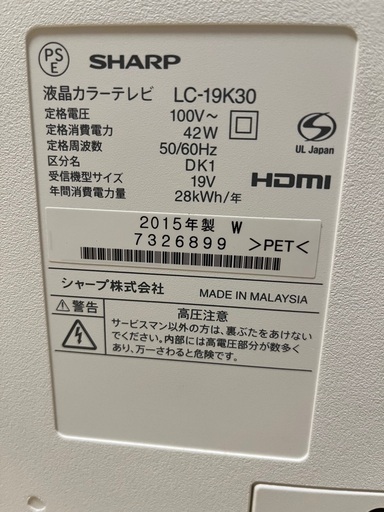 PS
E
SHARP
液晶カラーテレビ LC-19K30
定格電圧 100V~
定格消費電力 42W
定格周波数 50/60Hz
区分名 DK1
受信機型サイズ 19V
年間消費電力量 28kWh/年
UL Japan
HDMI
2015年製 W
7326899
>PET<
シャープ株式会社 MADE IN MALAYSIA
警告
高圧注意
サービスマン以外の方は、裏ぶたをあけない
でください。内部には高電圧部分が数多く
あり、万一さわると危険です。